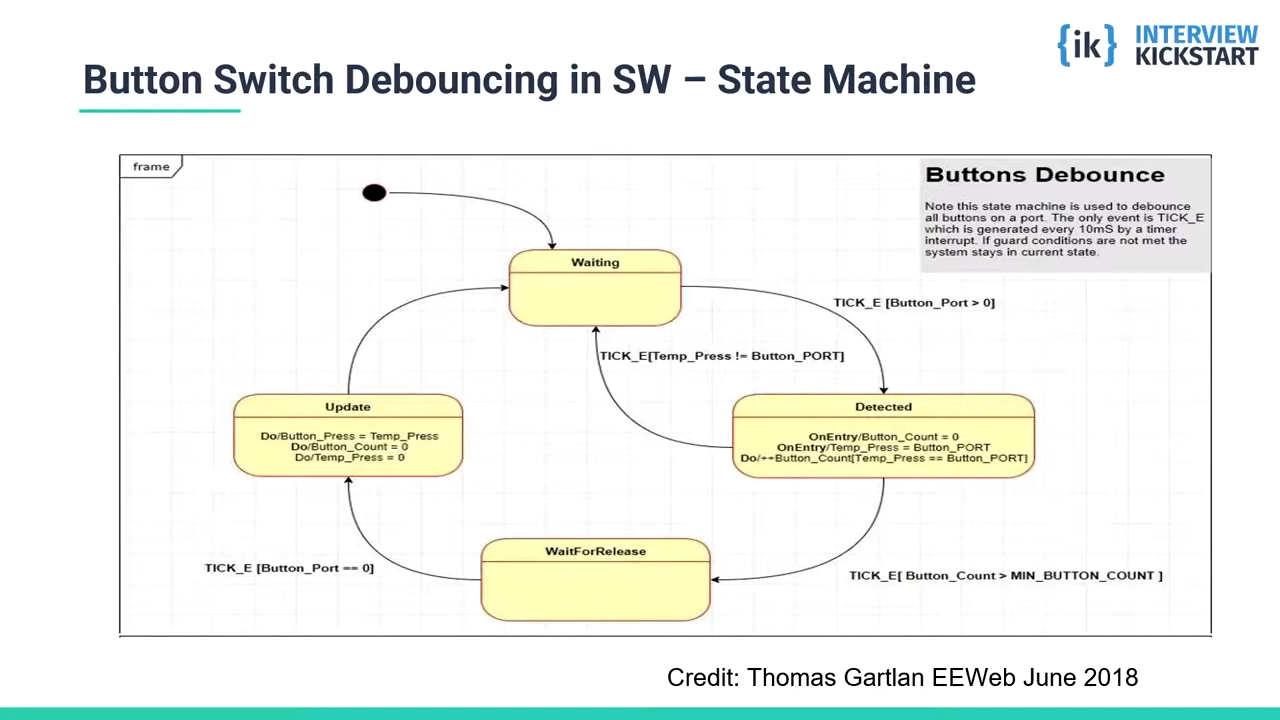 {ik} INTERVIEW
KICKSTART
Button Switch Debouncing in SW – State Machine
frame
Buttons Debounce
Note this state machine is used to debounce
all buttons on a port. The only event is TICK_E
which is generated every 10mS by a timer
interrupt. If guard conditions are not met the
system stays in current state.
Waiting
TICK_E [Button_Port > 0]
TICK_E[Temp_Press != Button_PORT]
Update
Do/Button_Press = Temp_Press
Do/Button_Count = 0
Do/Temp_Press = 0
Detected
OnEntry/Button_Count = 0
OnEntry/Temp_Press = Button_PORT
Do/++Button_Count[Temp_Press == Button_PORT]
WaitForRelease
TICK_E [Button_Port == 0]
TICK_E[ Button_Count > MIN_BUTTON_COUNT ]
Credit: Thomas Gartlan EEWeb June 2018